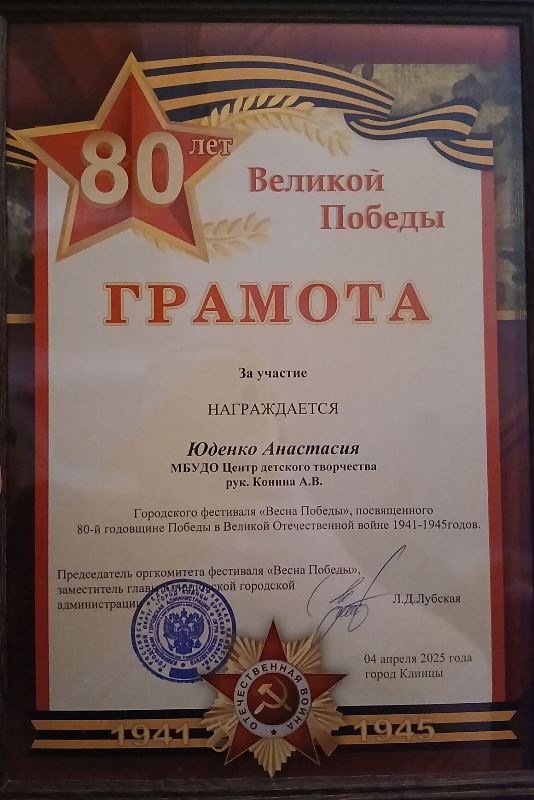 80 лет
Великой
Победы
ГРАМОТА
За участие
НАГРАЖДАЕТСЯ
Юденко Анастасия
МБУДО Центр детского творчества
рук. Конина А.В.
Городского фестиваля «Весна Победы», посвященного
80-й годовщине Победы в Великой Отечественной войне 1941-1945годов.
Председатель оргкомитета фестиваля «Весна Победы»,
заместитель городской
администрации
Л.Д.Лубская
04 апреля 2025 года
город Клинцы
ОТЕЧЕСТВЕННАЯ ВОЙНА
1941 1945